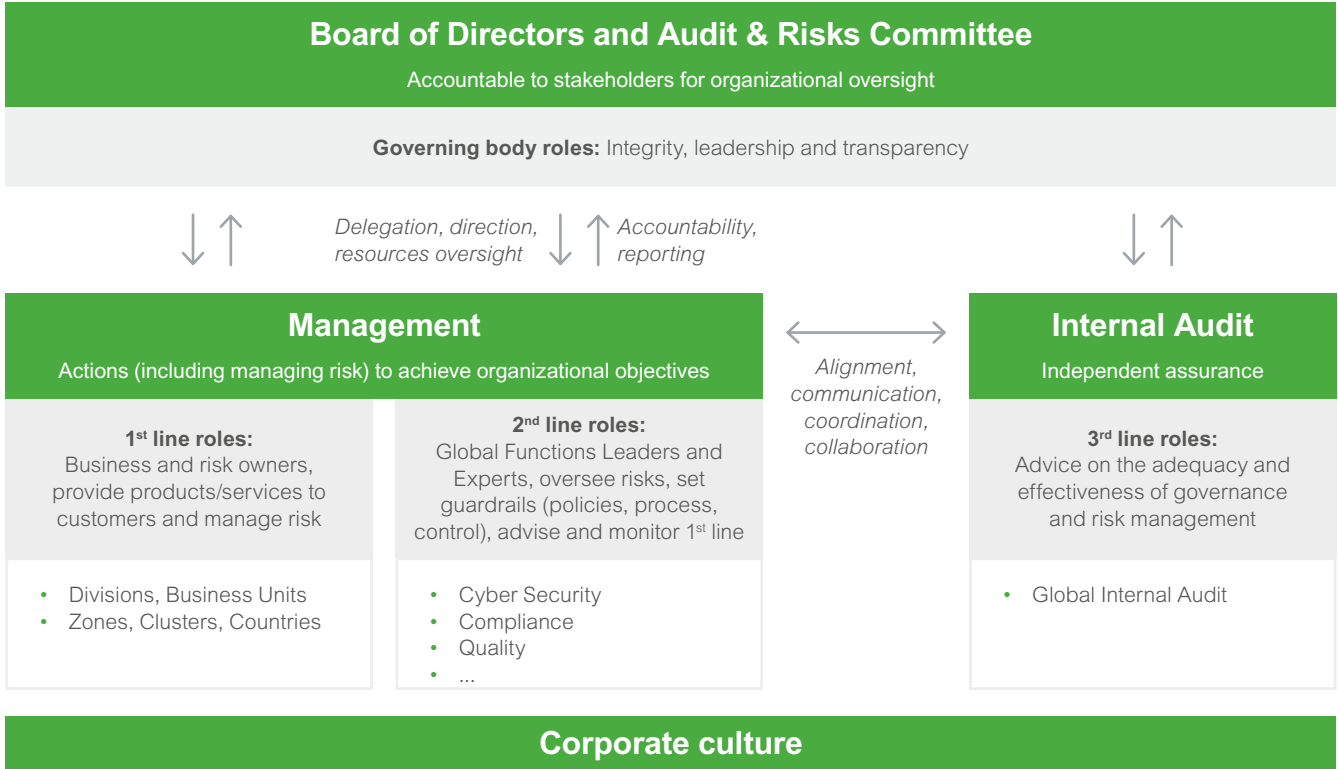 Board of Directors and Audit & Risks Committee
Accountable to stakeholders for organizational oversight
Governing body roles: Integrity, leadership and transparency
Delegation, direction,
resources oversight
Accountability,
reporting
Management
Actions (including managing risk) to achieve organizational objectives
1st line roles:
Business and risk owners,
provide products/services to
customers and manage risk
• Divisions, Business Units
• Zones, Clusters, Countries
2nd line roles:
Global Functions Leaders and
Experts, oversee risks, set
guardrails (policies, process,
control), advise and monitor 1st line
• Cyber Security
• Compliance
• Quality
• ...
Alignment,
communication,
coordination,
collaboration
Internal Audit
Independent assurance
3rd line roles:
Advice on the adequacy and
effectiveness of governance
and risk management
• Global Internal Audit
Corporate culture